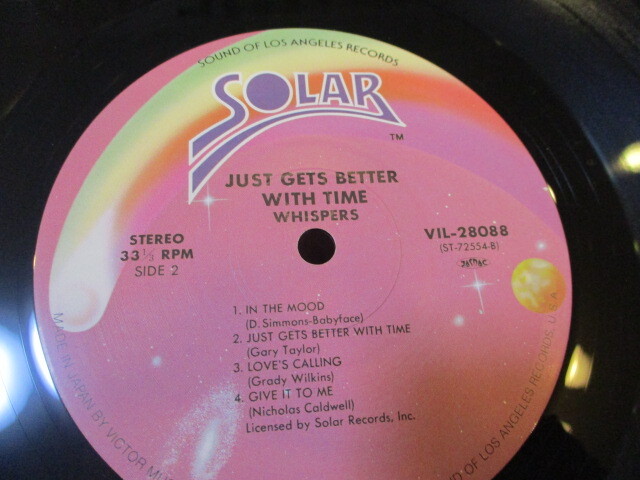 SOUND OF LOS ANGELES RECORDS
SOLAR
TM
JUST GETS BETTER
WITH TIME
WHISPERS
STEREO
33 1/3 RPM
SIDE 2
VIL-28088
(ST-72554-B)
1. IN THE MOOD
(D. Simmons-Babyface)
2. JUST GETS BETTER WITH TIME
(Gary Taylor)
3. LOVE'S CALLING
(Grady Wilkins)
4. GIVE IT TO ME
(Nicholas Caldwell)
Licensed by Solar Records, Inc.
MADE IN JAPAN BY VICTOR
SOUND OF LOS ANGELES RECORDS, U.S.A.